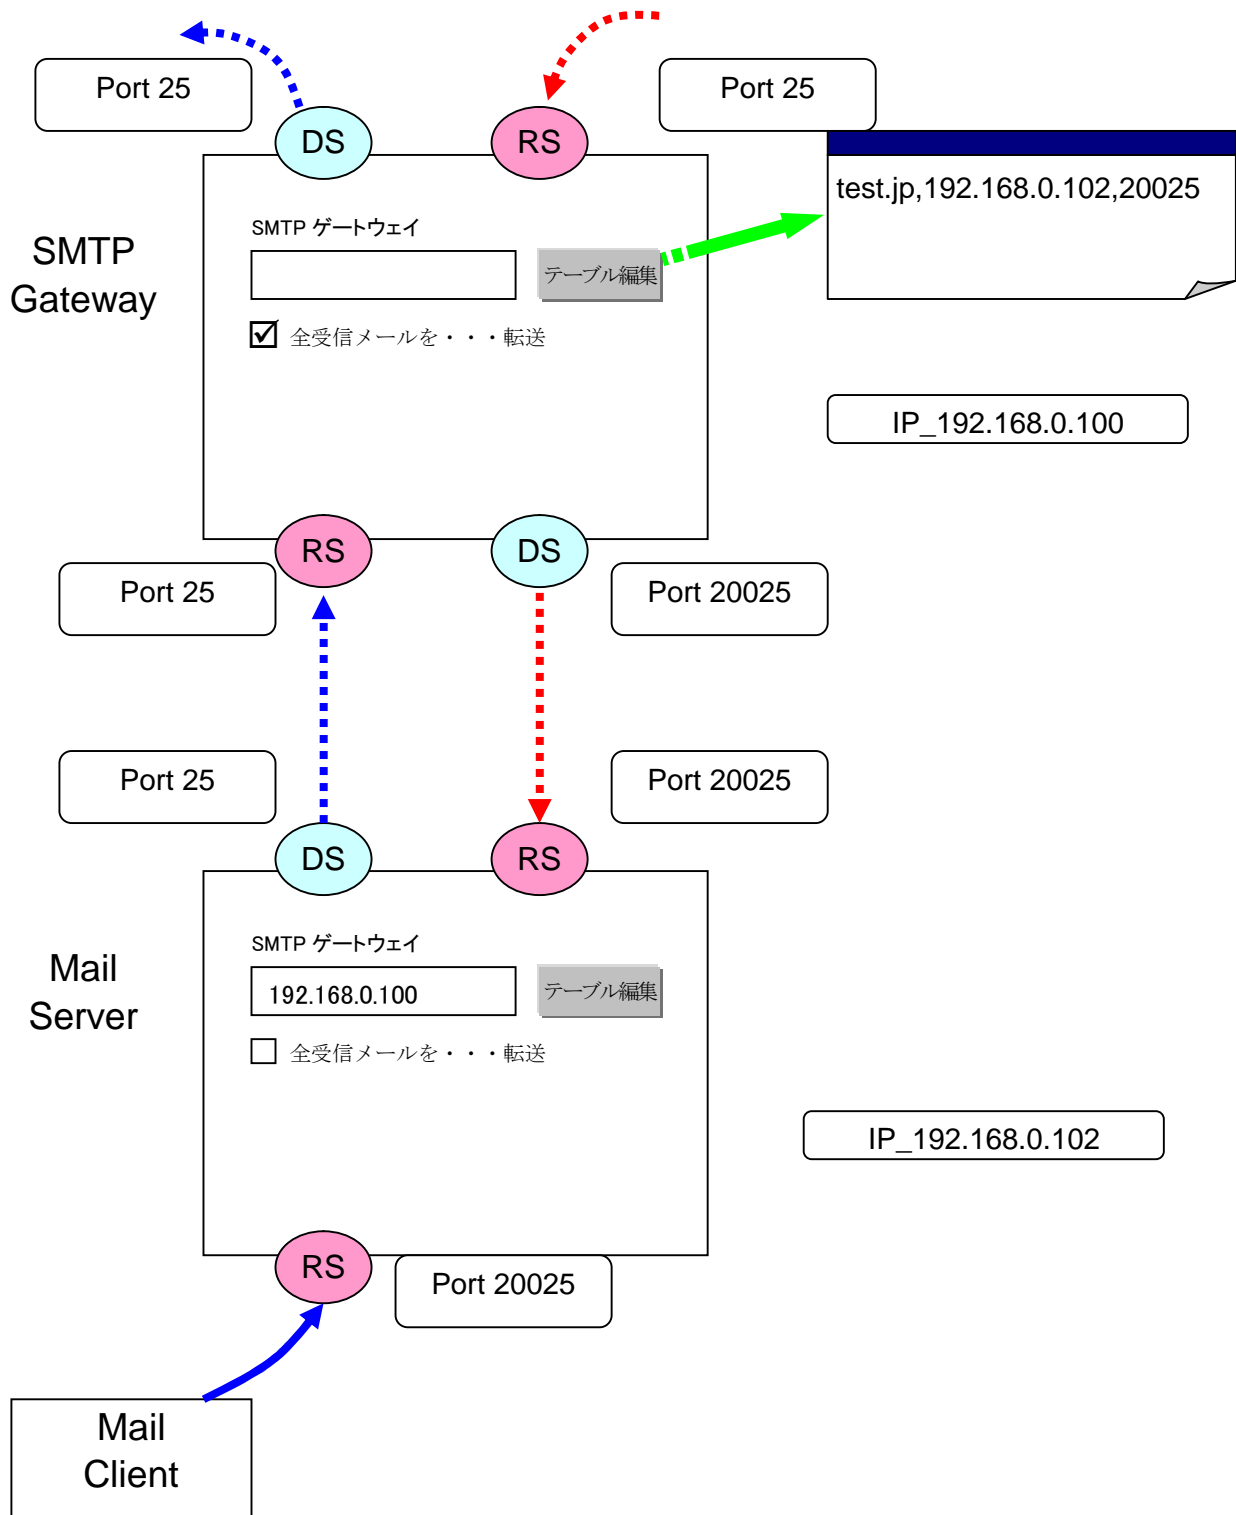 Port 25
Port 25
DS
RS
test.jp,192.168.0.102,20025
SMTP ゲートウェイ
テーブル編集
SMTP
Gateway
全受信メールを・・・転送
IP_192.168.0.100
RS
DS
Port 25
Port 20025
Port 25
Port 20025
DS
RS
SMTP ゲートウェイ
192.168.0.100
テーブル編集
Mail
Server
全受信メールを・・・転送
IP_192.168.0.102
RS
Port 20025
Mail
Client